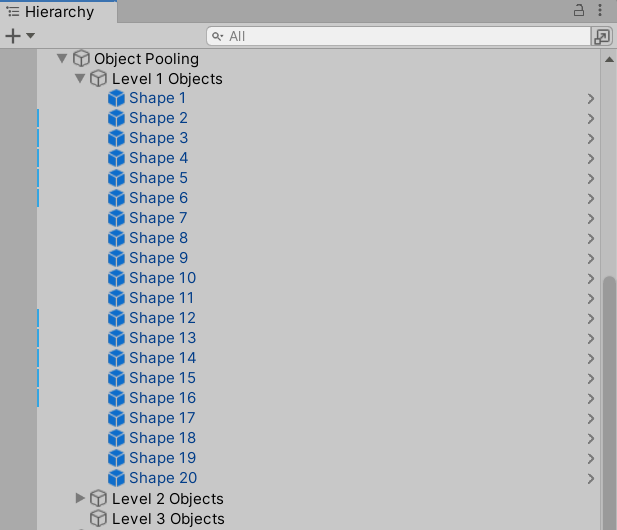 Hierarchy
All
Object Pooling
Level 1 Objects
Shape 1
Shape 2
Shape 3
Shape 4
Shape 5
Shape 6
Shape 7
Shape 8
Shape 9
Shape 10
Shape 11
Shape 12
Shape 13
Shape 14
Shape 15
Shape 16
Shape 17
Shape 18
Shape 19
Shape 20
Level 2 Objects
Level 3 Objects